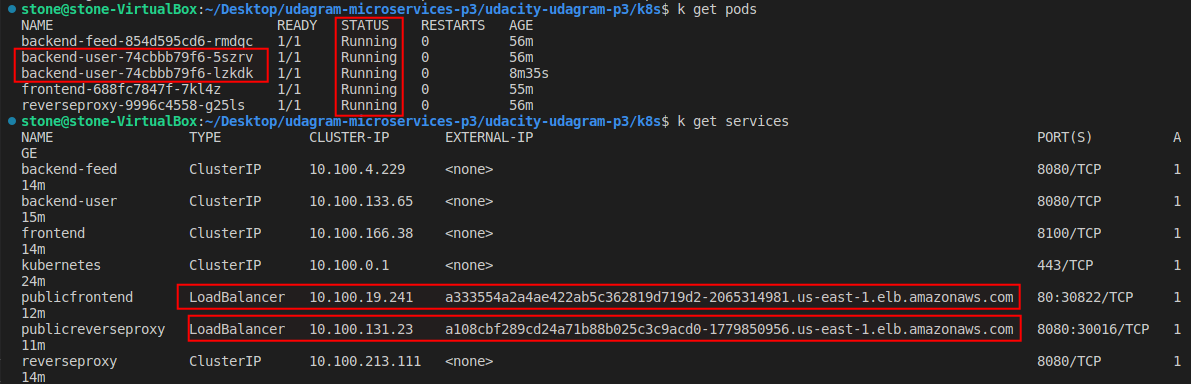 stone@stone-VirtualBox:~/Desktop/udagram-microservices-p3/udacity-udagram-p3/k8s$ k get pods
NAME READY STATUS RESTARTS AGE
backend-feed-854d595cd6-rmdqc 1/1 Running 0 56m
backend-user-74cbbb79f6-5szrv 1/1 Running 0 56m
backend-user-74cbbb79f6-lzkdk 1/1 Running 0 8m35s
frontend-688fc7847f-7kl4z 1/1 Running 0 55m
reverseproxy-9996c4558-g25ls 1/1 Running 0 56m
stone@stone-VirtualBox:~/Desktop/udagram-microservices-p3/udacity-udagram-p3/k8s$ k get services
NAME TYPE CLUSTER-IP EXTERNAL-IP PORT(S) A
GE
backend-feed ClusterIP 10.100.4.229 <none> 8080/TCP 1
14m
backend-user ClusterIP 10.100.133.65 <none> 8080/TCP 1
15m
frontend ClusterIP 10.100.166.38 <none> 8100/TCP 1
14m
kubernetes ClusterIP 10.100.0.1 <none> 443/TCP 1
24m
publicfrontend LoadBalancer 10.100.19.241 a333554a2a4ae422ab5c362819d719d2-2065314981.us-east-1.elb.amazonaws.com 80:30822/TCP 1
12m
publicreverseproxy LoadBalancer 10.100.131.23 a108cbf289cd24a71b88b025c3c9acd0-1779850956.us-east-1.elb.amazonaws.com 8080:30016/TCP 1
11m
reverseproxy ClusterIP 10.100.213.111 <none> 8080/TCP 1
14m